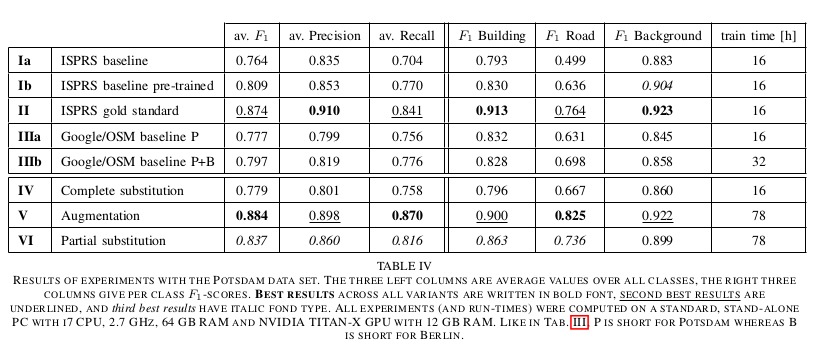 av. F1 av. Precision av. Recall F1 Building F1 Road F1 Background train time [h]
Ia ISPRS baseline 0.764 0.835 0.704 0.793 0.499 0.883 16
Ib ISPRS baseline pre-trained 0.809 0.853 0.770 0.830 0.636 0.904 16
II ISPRS gold standard 0.874 0.910 0.841 0.913 0.764 0.923 16
IIIa Google/OSM baseline P 0.777 0.799 0.756 0.832 0.631 0.845 16
IIIb Google/OSM baseline P+B 0.797 0.819 0.776 0.828 0.698 0.858 32
IV Complete substitution 0.779 0.801 0.758 0.796 0.667 0.860 16
V Augmentation 0.884 0.898 0.870 0.900 0.825 0.922 78
VI Partial substitution 0.837 0.860 0.816 0.863 0.736 0.899 78
TABLE IV
RESULTS OF EXPERIMENTS WITH THE POTSDAM DATA SET. THE THREE LEFT COLUMNS ARE AVERAGE VALUES OVER ALL CLASSES, THE RIGHT THREE
COLUMNS GIVE PER CLASS F1-SCORES. BEST RESULTS ACROSS ALL VARIANTS ARE WRITTEN IN BOLD FONT, SECOND BEST RESULTS ARE
UNDERLINED, AND third best results HAVE ITALIC FOND TYPE. ALL EXPERIMENTS (AND RUN-TIMES) WERE COMPUTED ON A STANDARD, STAND-ALONE
PC WITH I7 CPU, 2.7 GHZ, 64 GB RAM AND NVIDIA TITAN-X GPU WITH 12 GB RAM. LIKE IN TAB. III, P IS SHORT FOR POTSDAM WHEREAS B
IS SHORT FOR BERLIN.